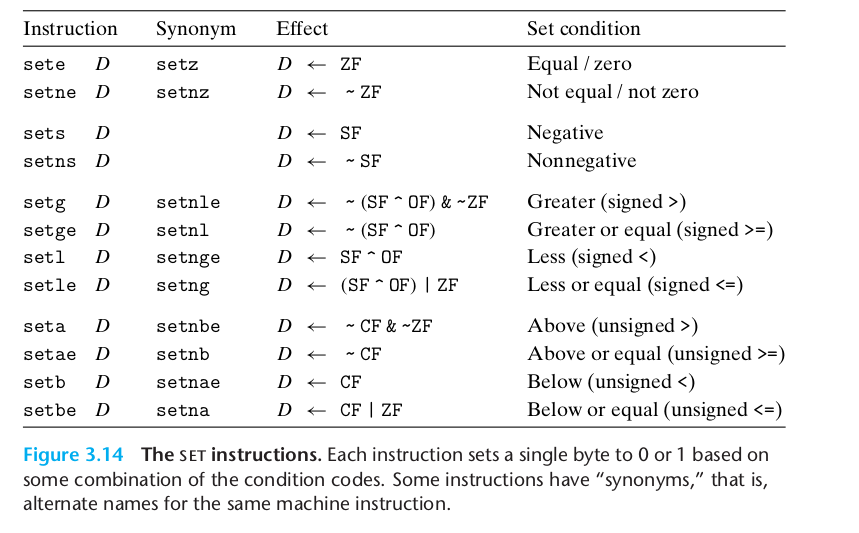 Instruction Synonym Effect Set condition
sete D setz D ← ZF Equal / zero
setne D setnz D ← ~ZF Not equal / not zero
sets D D ← SF Negative
setns D D ← ~SF Nonnegative
setg D setnle D ← ~(SF ^ OF) & ~ZF Greater (signed >)
setge D setnl D ← ~(SF ^ OF) Greater or equal (signed >=)
setl D setnge D ← SF ^ OF Less (signed <)
setle D setng D ← (SF ^ OF) | ZF Less or equal (signed <=)
seta D setnbe D ← ~CF & ~ZF Above (unsigned >)
setae D setnb D ← ~CF Above or equal (unsigned >=)
setb D setnae D ← CF Below (unsigned <)
setbe D setna D ← CF | ZF Below or equal (unsigned <=)
Figure 3.14 The SET instructions. Each instruction sets a single byte to 0 or 1 based on
some combination of the condition codes. Some instructions have “synonyms,” that is,
alternate names for the same machine instruction.